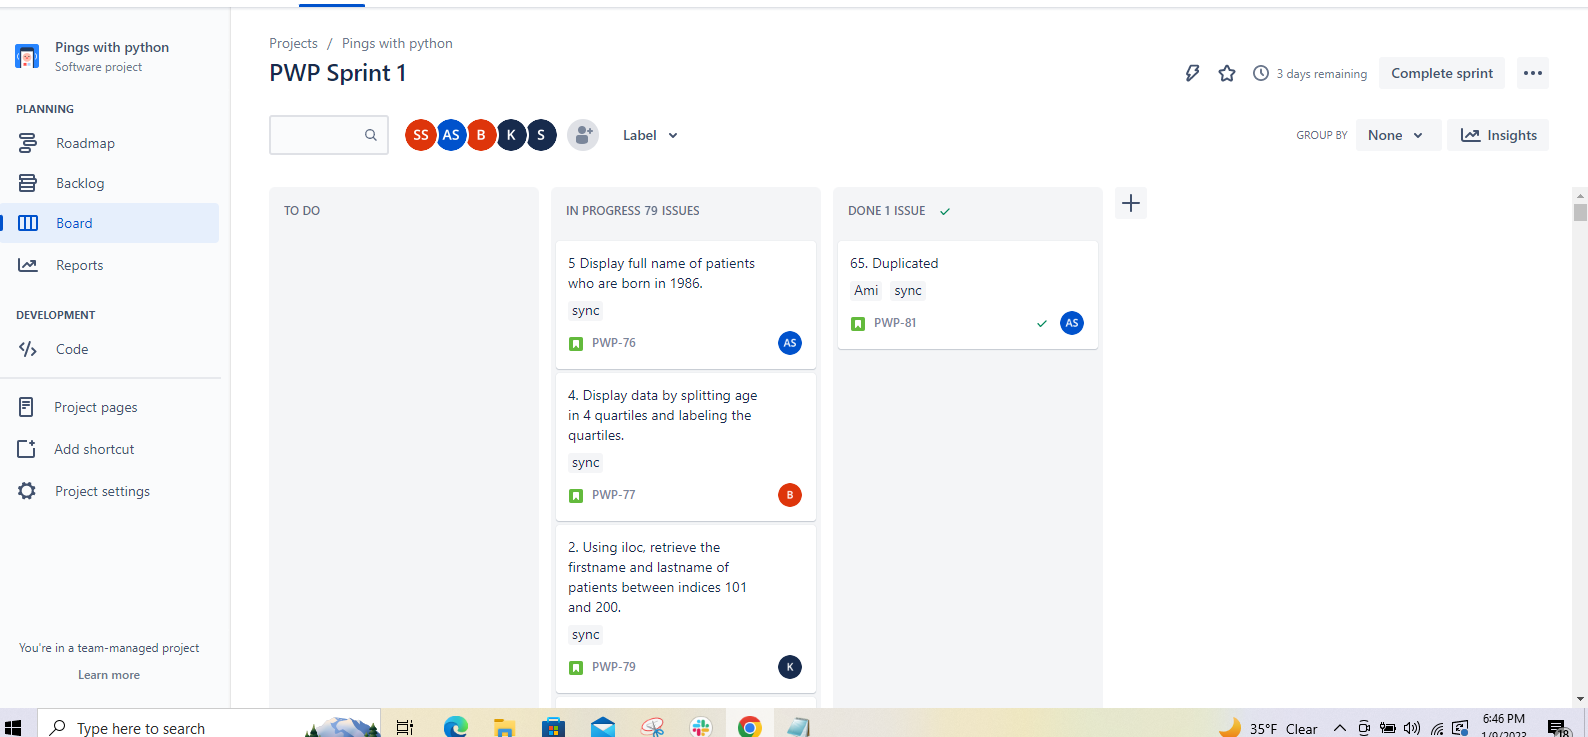 Pings with python
Software project
PLANNING
Roadmap
Backlog
Board
Reports
DEVELOPMENT
Code
Project pages
Add shortcut
Project settings
You're in a team-managed project
Learn more
Projects / Pings with python
PWP Sprint 1
3 days remaining
Complete sprint
SS AS B K S
Label
GROUP BY None
Insights
TO DO
IN PROGRESS 79 ISSUES
5 Display full name of patients
who are born in 1986.
sync
PWP-76
AS
4. Display data by splitting age
in 4 quartiles and labeling the
quartiles.
sync
PWP-77
B
2. Using iloc, retrieve the
firstname and lastname of
patients between indices 101
and 200.
sync
PWP-79
K
DONE 1 ISSUE
65. Duplicated
Ami sync
PWP-81
AS
Type here to search
35°F Clear
6:46 PM
1/9/2023
18